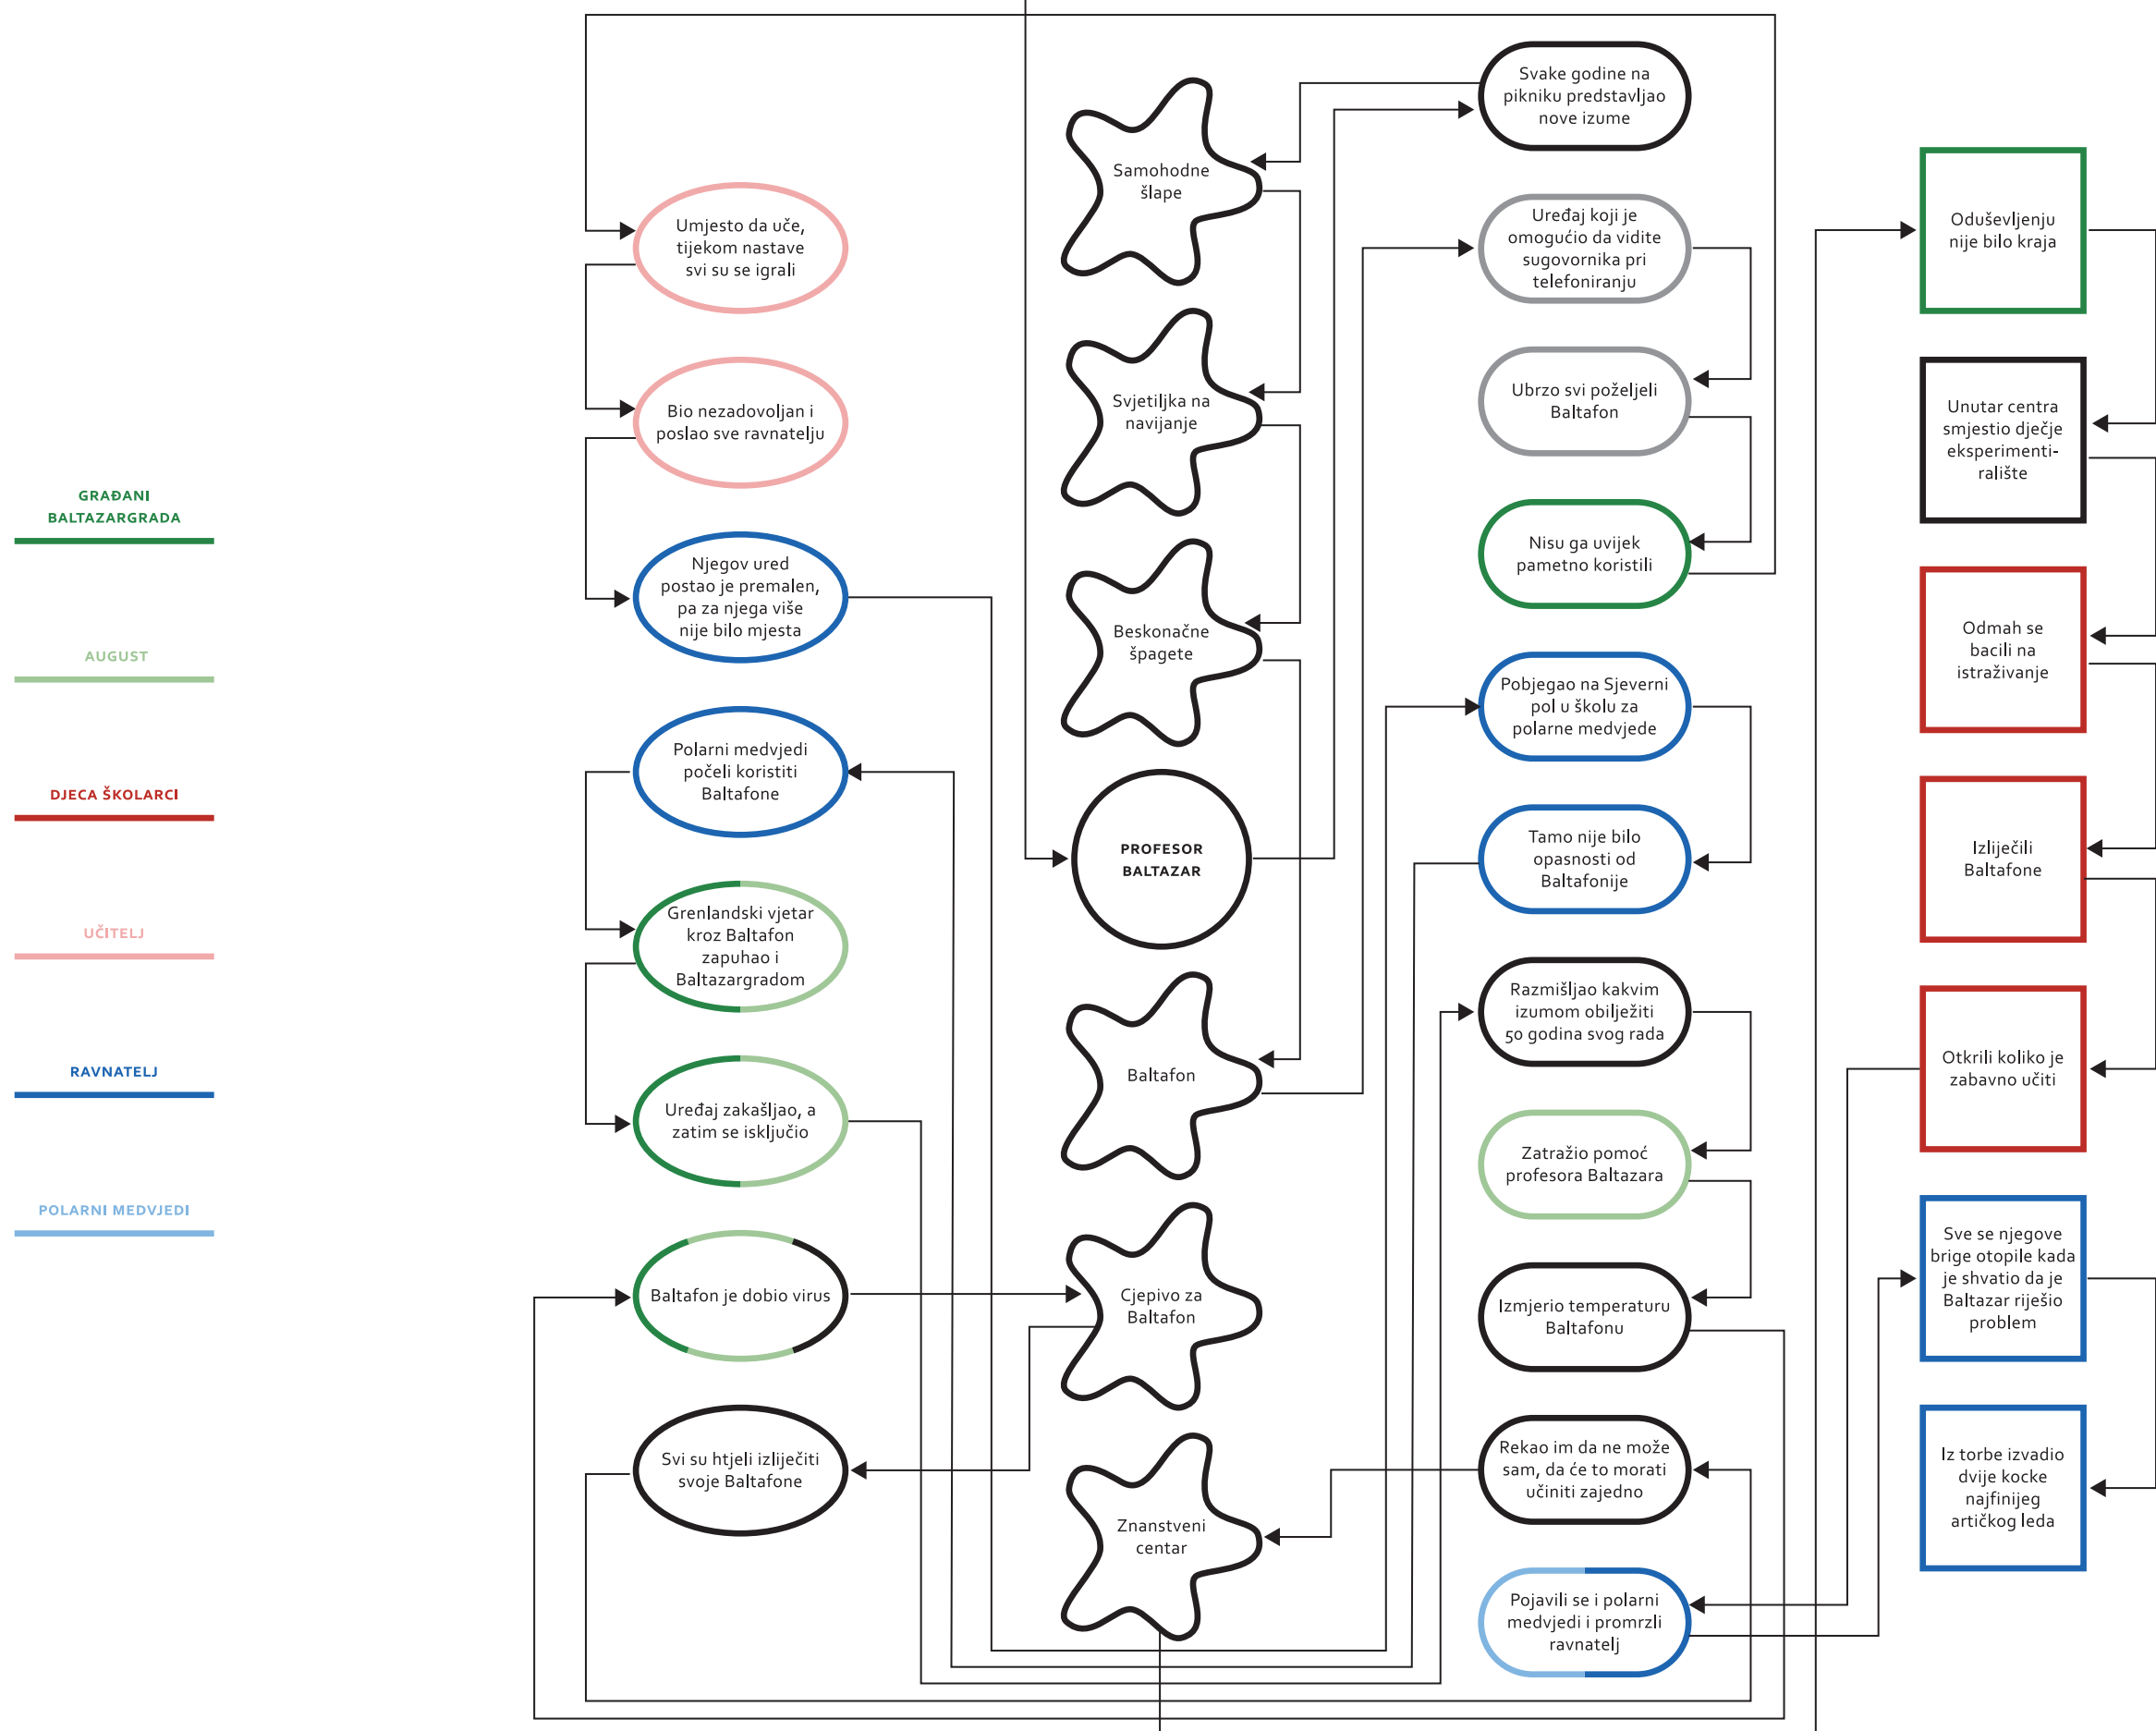 GRAĐANI
BALTAZARGRADA
AUGUST
DJECA ŠKOLARCI
UČITELJ
RAVNATELJ
POLARNI MEDVJEDI
Umjesto da uče,
tijekom nastave
svi su se igrali
Bio nezadovoljan i
poslao sve ravnatelju
Njegov ured
postao je premalen,
pa za njega više
nije bilo mjesta
Polarni medvjedi
počeli koristiti
Baltafone
Grenlandski vjetar
kroz Baltafon
zapuhao i
Baltazargradom
Uređaj zakašljao, a
zatim se isključio
Baltafon je dobio virus
Svi su htjeli izliječiti
svoje Baltafone
Samohodne
šlape
Svjetiljka na
navijanje
Beskonačne
špagete
PROFESOR
BALTAZAR
Baltafon
Cjepivo za
Baltafon
Znanstveni
centar
Svake godine na
pikniku predstavljao
nove izume
Uređaj koji je
omogućio da vidite
sugovornika pri
telefoniranju
Ubrzo svi poželjeli
Baltafon
Nisu ga uvijek
pametno koristili
Pobjegao na Sjeverni
pol u školu za
polarne medvjede
Tamo nije bilo
opasnosti od
Baltafonije
Razmišljao kakvim
izumom obilježiti
50 godina svog rada
Zatražio pomoć
profesora Baltazara
Izmjerio temperaturu
Baltafonu
Rekao im da ne može
sam, da će to morati
učiniti zajedno
Pojavili se i polarni
medvjedi i promrzli
ravnatelj
Oduševljenju
nije bilo kraja
Unutar centra
smjestio dječje
eksperimenti-
ralište
Odmah se
bacili na
istraživanje
Izliječili
Baltafone
Otkrili koliko je
zabavno učiti
Sve se njegove
brige otopile kada
je shvatio da je
Baltazar riješio
problem
Iz torbe izvadio
dvije kocke
najfinijeg
artičkog leda